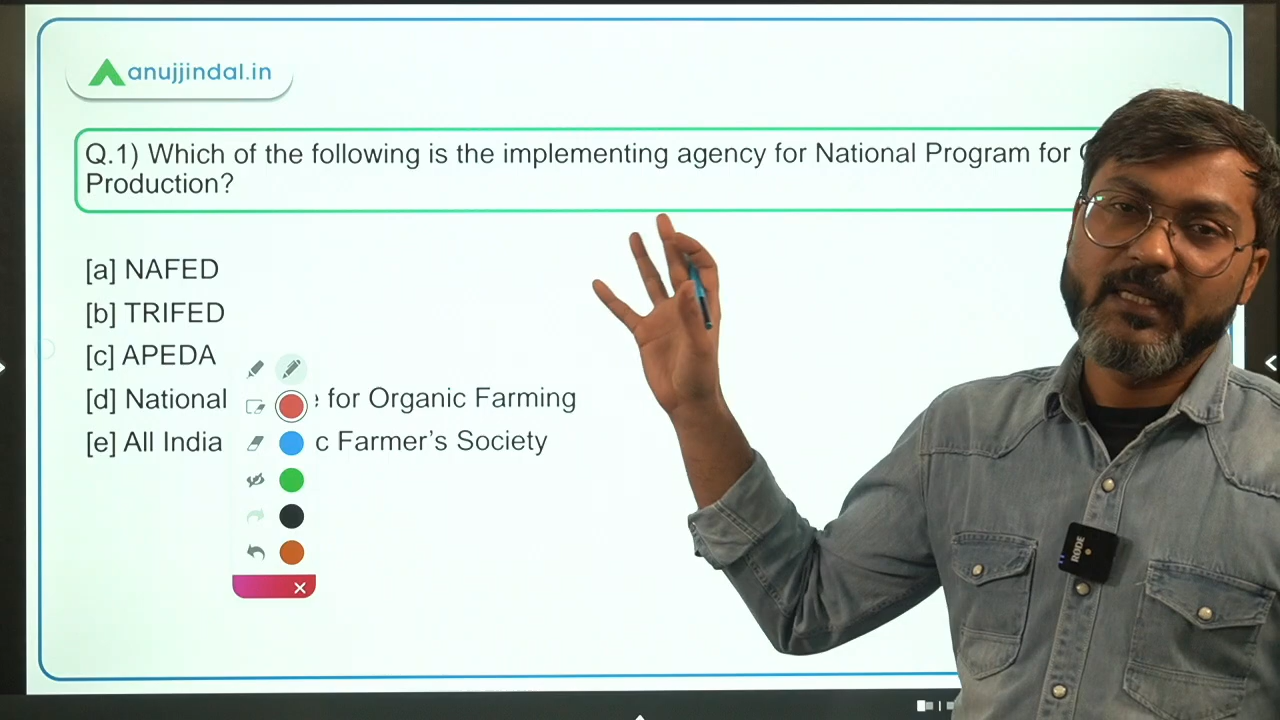 anujjindal.in
Q.1) Which of the following is the implementing agency for National Program for
Production?
[a] NAFED
[b] TRIFED
[c] APEDA
[d] National for Organic Farming
[e] All India Farmer's Society
RODE